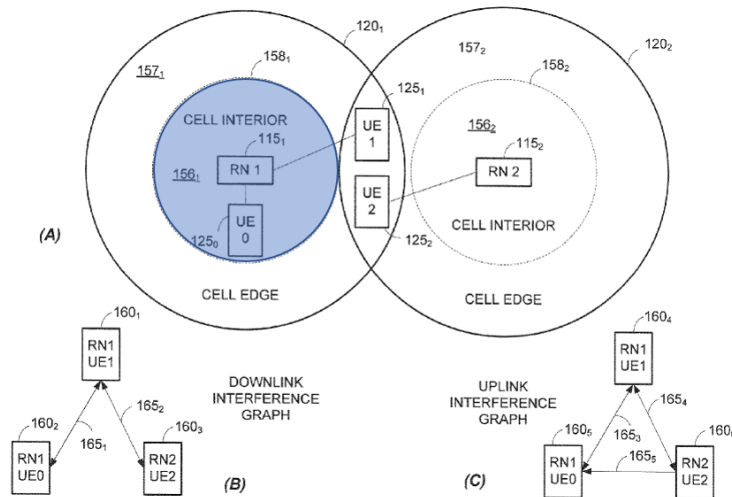 120₁
120₂
157₁
158₁
157₂
158₂
125₁
CELL INTERIOR
UE
1
115₁
RN 1
156₁
156₂
115₂
RN 2
UE
2
UE
0
125₀
125₂
CELL INTERIOR
(A)
CELL EDGE
CELL EDGE
160₁
RN1
UE1
DOWNLINK
INTERFERENCE
GRAPH
160₂
165₂
160₃
165₁
RN1
UE0
RN2
UE2
(B)
160₄
RN1
UE1
UPLINK
INTERFERENCE
GRAPH
160₅
165₄
165₃
165₅
RN1
UE0
RN2
UE2
(C)